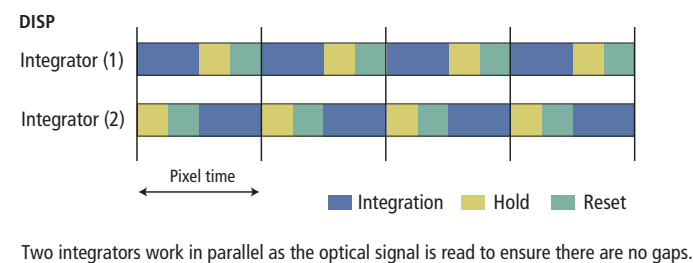 DISP
Integrator (1)
Integrator (2)
Pixel time
Integration Hold Reset
Two integrators work in parallel as the optical signal is read to ensure there are no gaps.